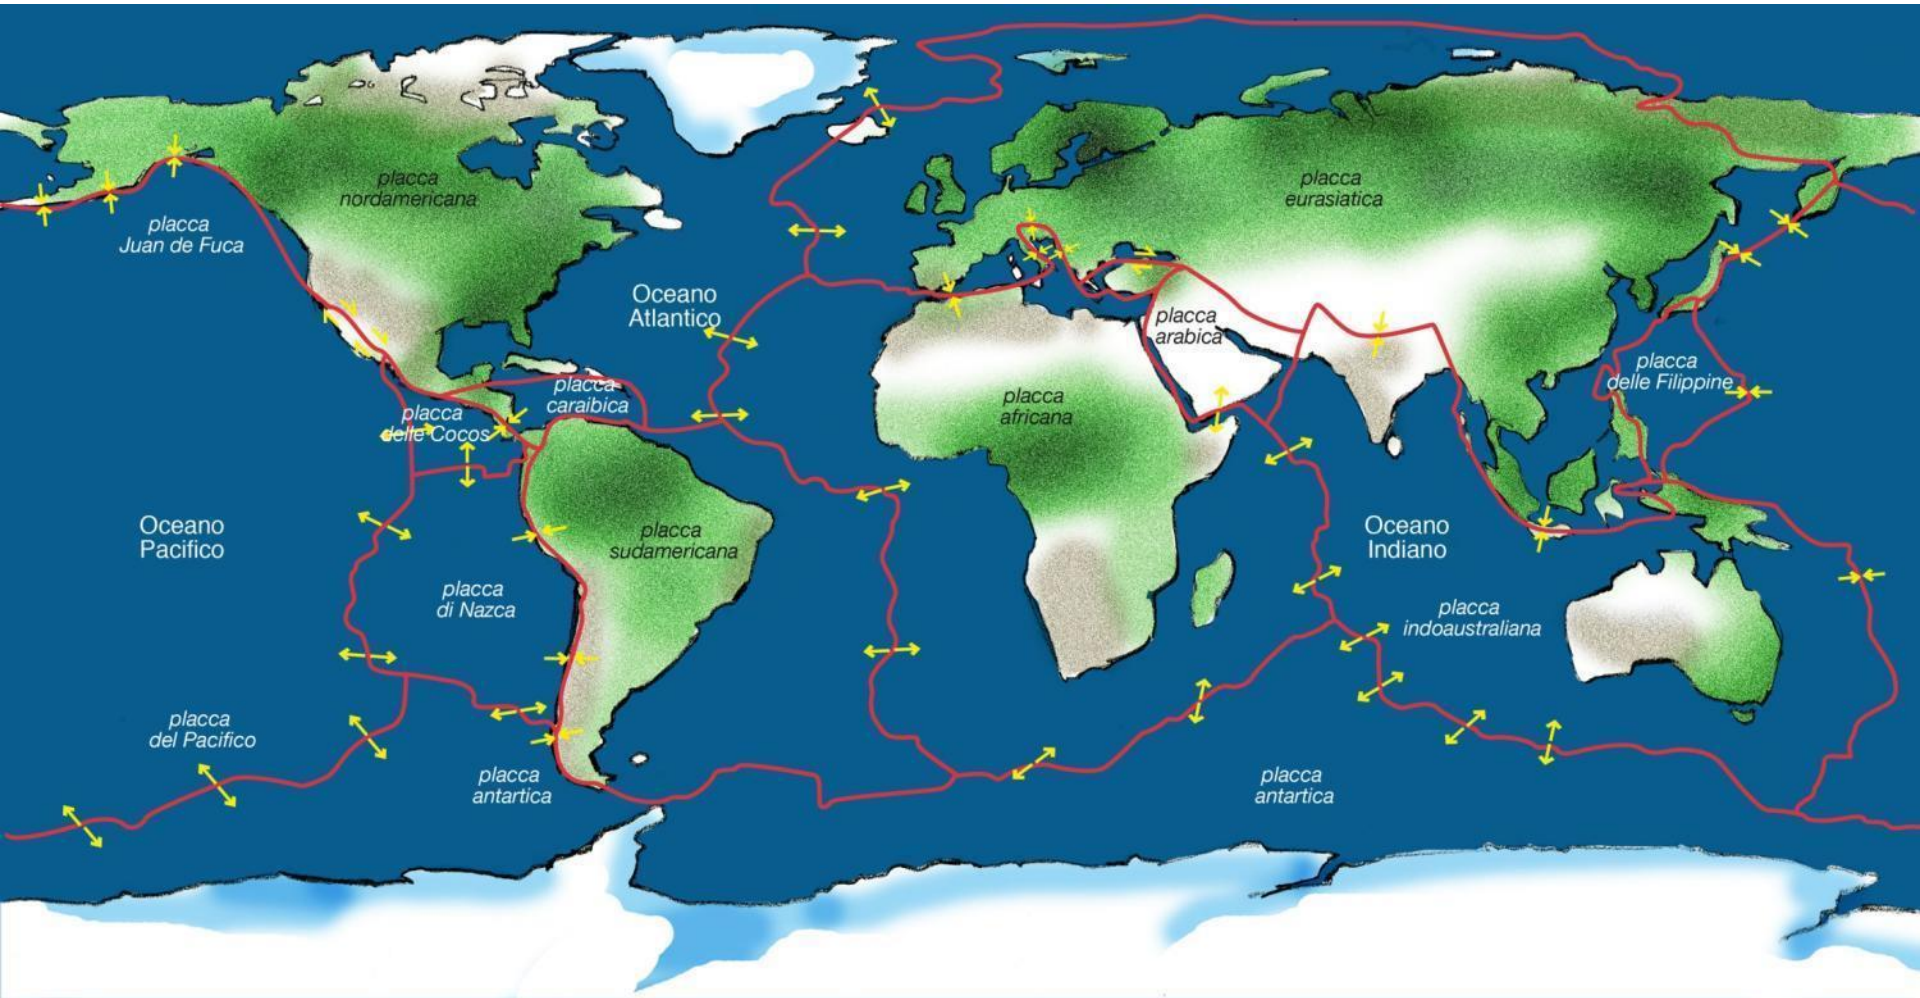 placca
nordamericana
placca
eurasiatica
placca
Juan de Fuca
Oceano
Atlantico
placca
arabica
placca
delle Filippine
placca
caraibica
placca
africana
placca
delle Cocos
Oceano
Pacifico
placca
sudamericana
Oceano
Indiano
placca
di Nazca
placca
indoaustraliana
placca
del Pacifico
placca
antartica
placca
antartica